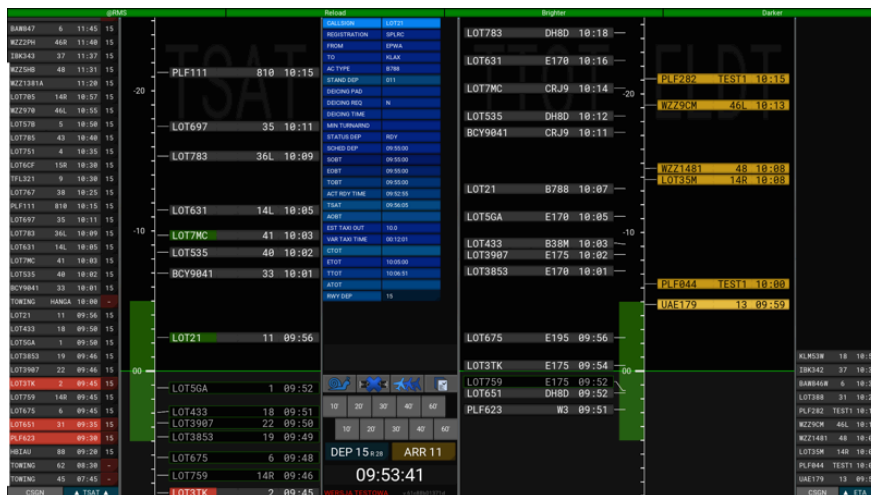 @RMS Reload Brighter Darker
BAW847 6 11:45 15
WZZ2PH 46R 11:40 15
IBK343 37 11:37 15
WZZ5HB 48 11:31 15
WZZ1381A 11:20 15
LOT705 14R 10:57 15
WZZ970 46L 10:55 15
LOT57B 5 10:50 15
LOT785 43 10:40 15
LOT751 4 10:35 15
LOT6CF 15R 10:30 15
TFL321 9 10:30 15
LOT767 38 10:25 15
PLF111 810 10:15 15
LOT697 35 10:11 15
LOT783 36L 10:09 15
LOT631 14L 10:05 15
LOT7MC 41 10:03 15
LOT535 40 10:02 15
BCY9041 33 10:01 15
TOWING HANGA 10:00 -
LOT21 11 09:56 15
LOT433 18 09:50 15
LOT5GA 1 09:50 15
LOT3853 19 09:46 15
LOT3907 22 09:46 15
LOT3TK 2 09:45 15
LOT759 14R 09:45 15
LOT675 6 09:45 15
LOT651 31 09:35 15
PLF623 09:30 15
HBIAU 88 09:20 15
TOWING 62 08:30 -
TOWING 45 07:45 -
CSGN ▲ TSAT ▲
TSAT
-20
-10
00
PLF111 810 10:15
LOT697 35 10:11
LOT783 36L 10:09
LOT631 14L 10:05
LOT7MC 41 10:03
LOT535 40 10:02
BCY9041 33 10:01
LOT21 11 09:56
LOT5GA 1 09:52
LOT433 18 09:51
LOT3907 22 09:50
LOT3853 19 09:49
LOT675 6 09:48
LOT759 14R 09:46
LOT3TK 2 09:45
CALLSIGN LOT21
REGISTRATION SPLRC
FROM EPWA
TO KLAX
AC TYPE B788
STAND DEP 011
DEICING PAD
DEICING REQ N
DEICING TIME
MIN TURNARND
STATUS DEP RDY
SCHED DEP 09:55:00
SOBT 09:55:00
EOBT 09:55:00
TOBT 09:55:00
ACT RDY TIME 09:52:55
TSAT 09:56:05
AOBT
EST TAXI OUT 10.0
VAR TAXI TIME 00:12:01
CTOT
ETOT 10:05:00
TTOT 10:06:51
ATOT
RWY DEP 15
10' 20' 30' 40' 60'
10' 20' 30' 40' 60'
DEP 15 R 28 ARR 11
09:53:41
WERSJA TESTOWA
TTOT
LOT783 DH8D 10:18
LOT631 E170 10:16
LOT7MC CRJ9 10:14
LOT535 DH8D 10:12
BCY9041 CRJ9 10:11
LOT21 B788 10:07
LOT5GA E170 10:05
LOT433 B38M 10:03
LOT3907 E175 10:02
LOT3853 E170 10:01
LOT675 E195 09:56
LOT3TK E175 09:54
LOT759 E175 09:52
LOT651 DH8D 09:52
PLF623 W3 09:51
-20
-10
00
ELDT
PLF282 TEST1 10:15
WZZ9CM 46L 10:13
WZZ1481 48 10:08
LOT35M 14R 10:08
PLF044 TEST1 10:00
UAE179 13 09:59
KLM53W 18
IBK342 37
BAW846W 6
LOT388 31
PLF282 TEST1
WZZ9CM 46L
WZZ1481 48
LOT35M 14R
PLF044 TEST1
UAE179 13
CSGN ▲ ETA